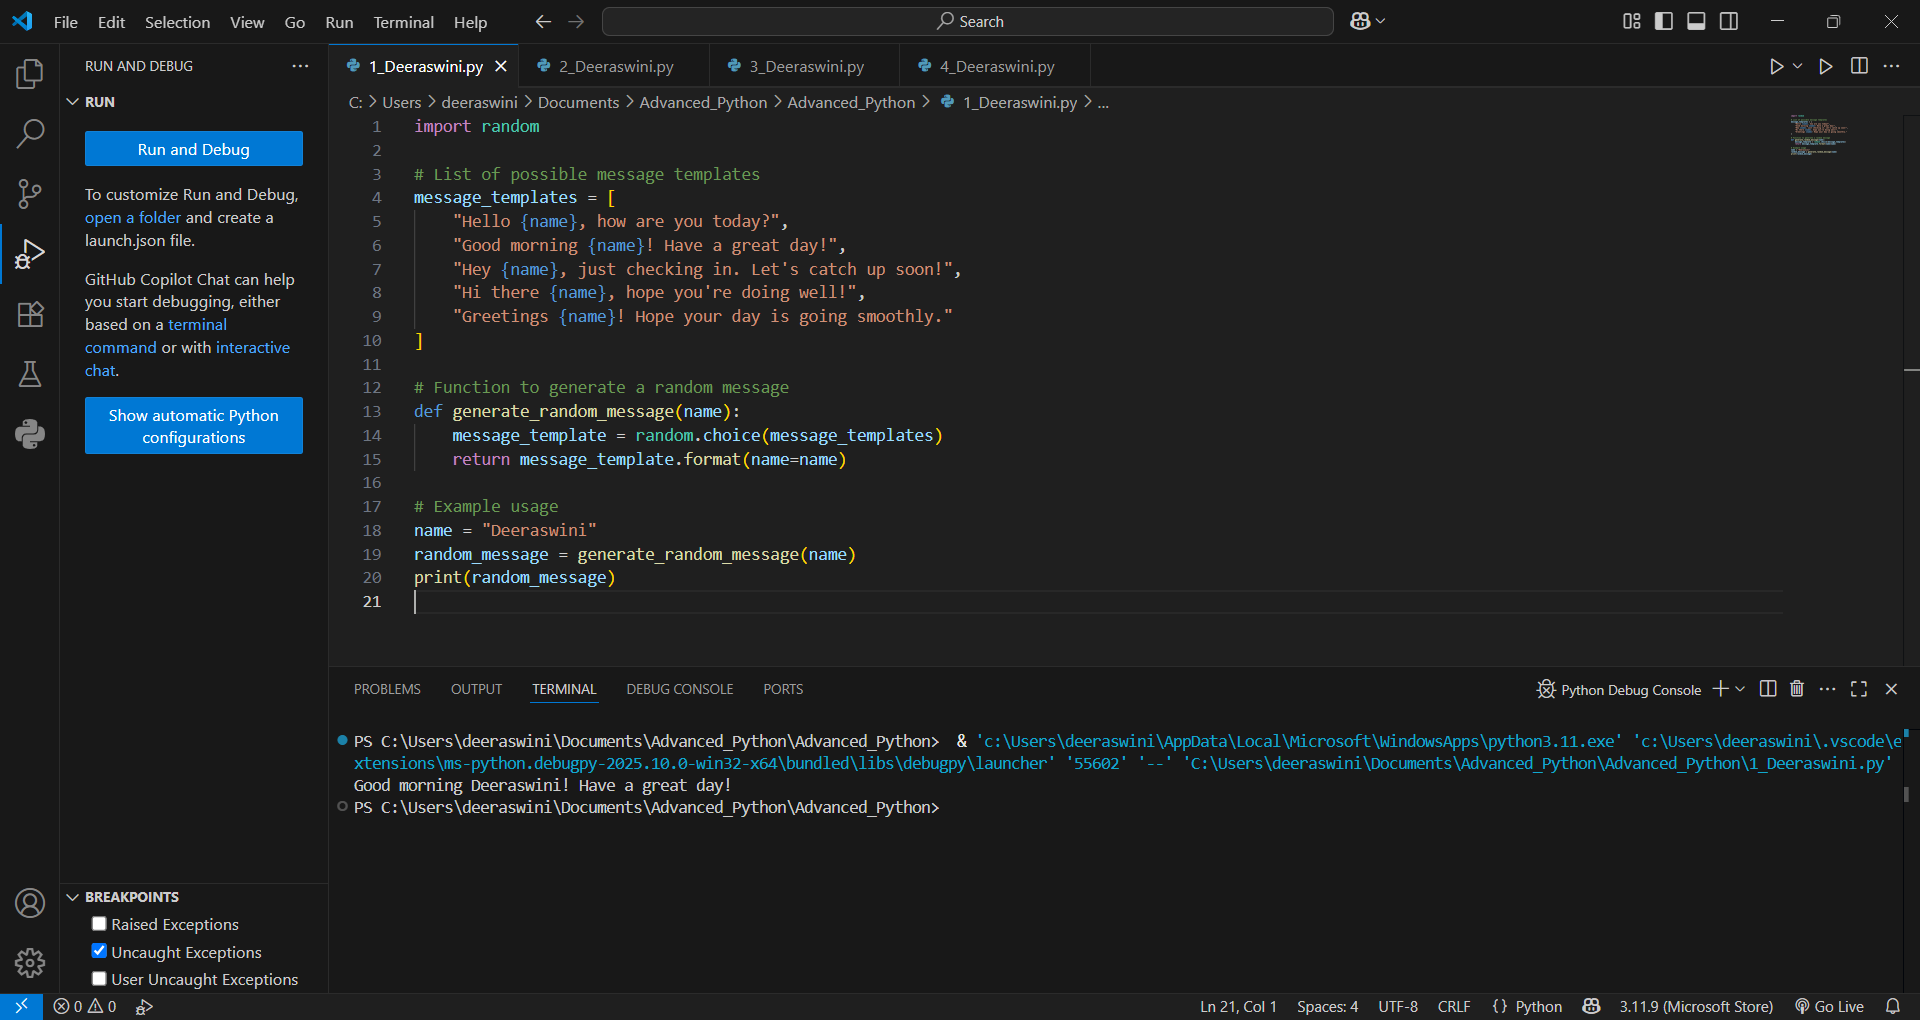 File Edit Selection View Go Run Terminal Help
Search
RUN AND DEBUG
RUN
Run and Debug
To customize Run and Debug,
open a folder and create a
launch.json file.
GitHub Copilot Chat can help
you start debugging, either
based on a terminal
command or with interactive
chat.
Show automatic Python
configurations
1_Deeraswini.py 2_Deeraswini.py 3_Deeraswini.py 4_Deeraswini.py
C: > Users > deeraswini > Documents > Advanced_Python > Advanced_Python > 1_Deeraswini.py > ...
1 import random
2
3 # List of possible message templates
4 message_templates = [
5     "Hello {name}, how are you today?",
6     "Good morning {name}! Have a great day!",
7     "Hey {name}, just checking in. Let's catch up soon!",
8     "Hi there {name}, hope you're doing well!",
9     "Greetings {name}! Hope your day is going smoothly."
10 ]
11
12 # Function to generate a random message
13 def generate_random_message(name):
14     message_template = random.choice(message_templates)
15     return message_template.format(name=name)
16
17 # Example usage
18 name = "Deeraswini"
19 random_message = generate_random_message(name)
20 print(random_message)
21
PROBLEMS OUTPUT TERMINAL DEBUG CONSOLE PORTS
Python Debug Console
PS C:\Users\deeraswini\Documents\Advanced_Python\Advanced_Python>  & 'c:\Users\deeraswini\AppData\Local\Microsoft\WindowsApps\python3.11.exe' 'c:\Users\deeraswini\.vscode\e
xtensions\ms-python.debugpy-2025.10.0-win32-x64\bundled\libs\debugpy\launcher' '55602' '--' 'C:\Users\deeraswini\Documents\Advanced_Python\Advanced_Python\1_Deeraswini.py'
Good morning Deeraswini! Have a great day!
PS C:\Users\deeraswini\Documents\Advanced_Python\Advanced_Python>
BREAKPOINTS
Raised Exceptions
Uncaught Exceptions
User Uncaught Exceptions
0 0
Ln 21, Col 1 Spaces: 4 UTF-8 CRLF {} Python 3.11.9 (Microsoft Store) Go Live